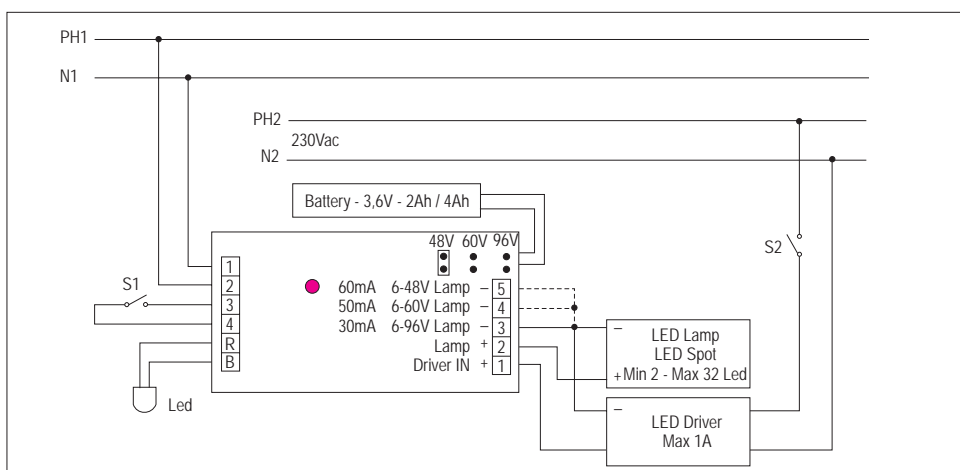 PH1
N1
PH2
230Vac
N2
Battery - 3,6V - 2Ah / 4Ah
48V 60V 96V
S1
S2
1
2
3
4
R
B
60mA 6-48V Lamp – 5
50mA 6-60V Lamp – 4
30mA 6-96V Lamp – 3
Lamp + 2
Driver IN + 1
Led
–
LED Lamp
LED Spot
+ Min 2 - Max 32 Led
–
LED Driver
Max 1A